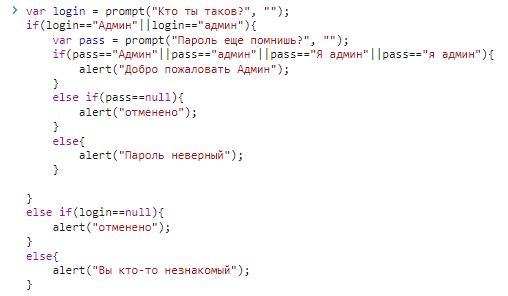 var login = prompt("Кто ты таков?", "");
if(login=="Админ"||login=="админ"){
    var pass = prompt("Пароль еще помнишь?", "");
    if(pass=="Админ"||pass=="админ"||pass=="Я админ"||pass=="я админ"){
        alert("Добро пожаловать Админ");
    }
    else if(pass==null){
        alert("отменено");
    }
    else{
        alert("Пароль неверный");
    }

}
else if(login==null){
    alert("отменено");
}
else{
    alert("Вы кто-то незнакомый");
}